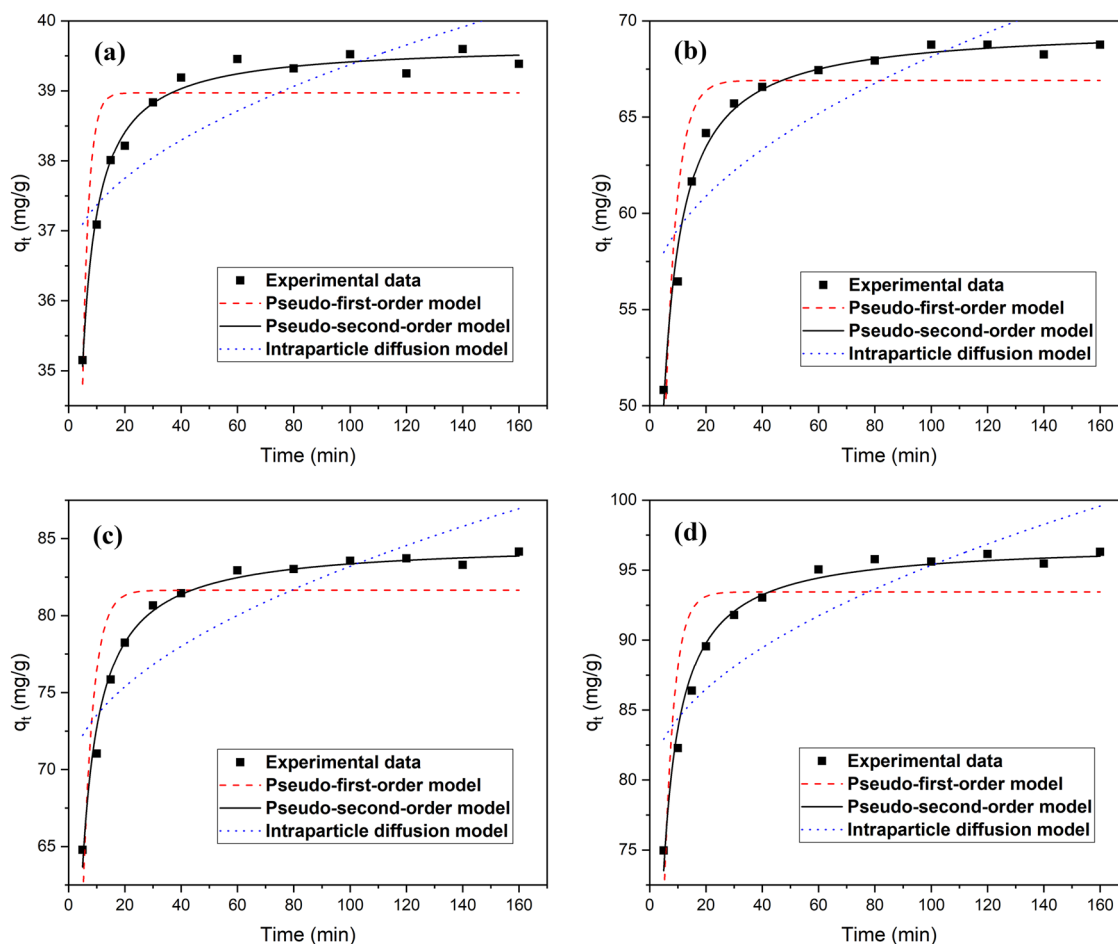 (a)
40
39
38
37
36
35
qt (mg/g)
Experimental data
Pseudo-first-order model
Pseudo-second-order model
Intraparticle diffusion model
0 20 40 60 80 100 120 140 160
Time (min)
(b)
70
65
60
55
50
qt (mg/g)
Experimental data
Pseudo-first-order model
Pseudo-second-order model
Intraparticle diffusion model
0 20 40 60 80 100 120 140 160
Time (min)
(c)
85
80
75
70
65
qt (mg/g)
Experimental data
Pseudo-first-order model
Pseudo-second-order model
Intraparticle diffusion model
0 20 40 60 80 100 120 140 160
Time (min)
(d)
100
95
90
85
80
75
qt (mg/g)
Experimental data
Pseudo-first-order model
Pseudo-second-order model
Intraparticle diffusion model
0 20 40 60 80 100 120 140 160
Time (min)